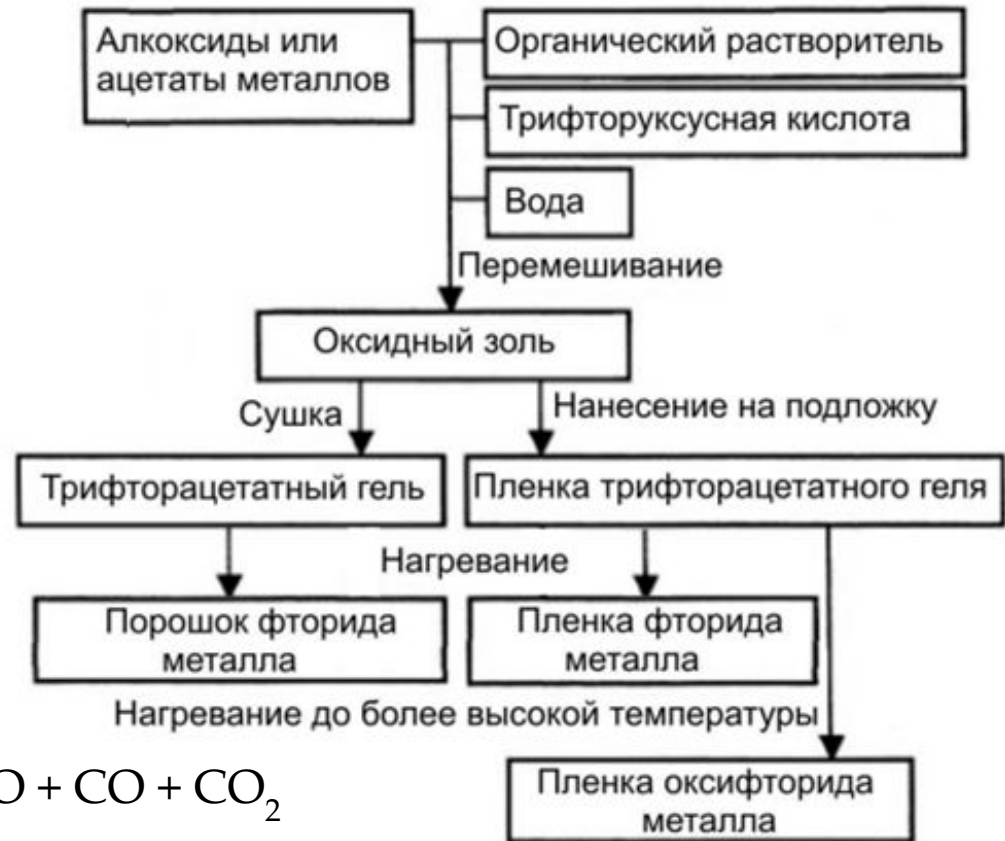 Алкоксиды или
ацетаты металлов
Органический растворитель
Трифторуксусная кислота
Вода
Перемешивание
Оксидный золь
Сушка
Нанесение на подложку
Трифторацетатный гель
Пленка трифторацетатного геля
Нагревание
Порошок фторида
металла
Пленка фторида
металла
Нагревание до более высокой температуры
O + CO + CO₂
Пленка оксифторида
металла